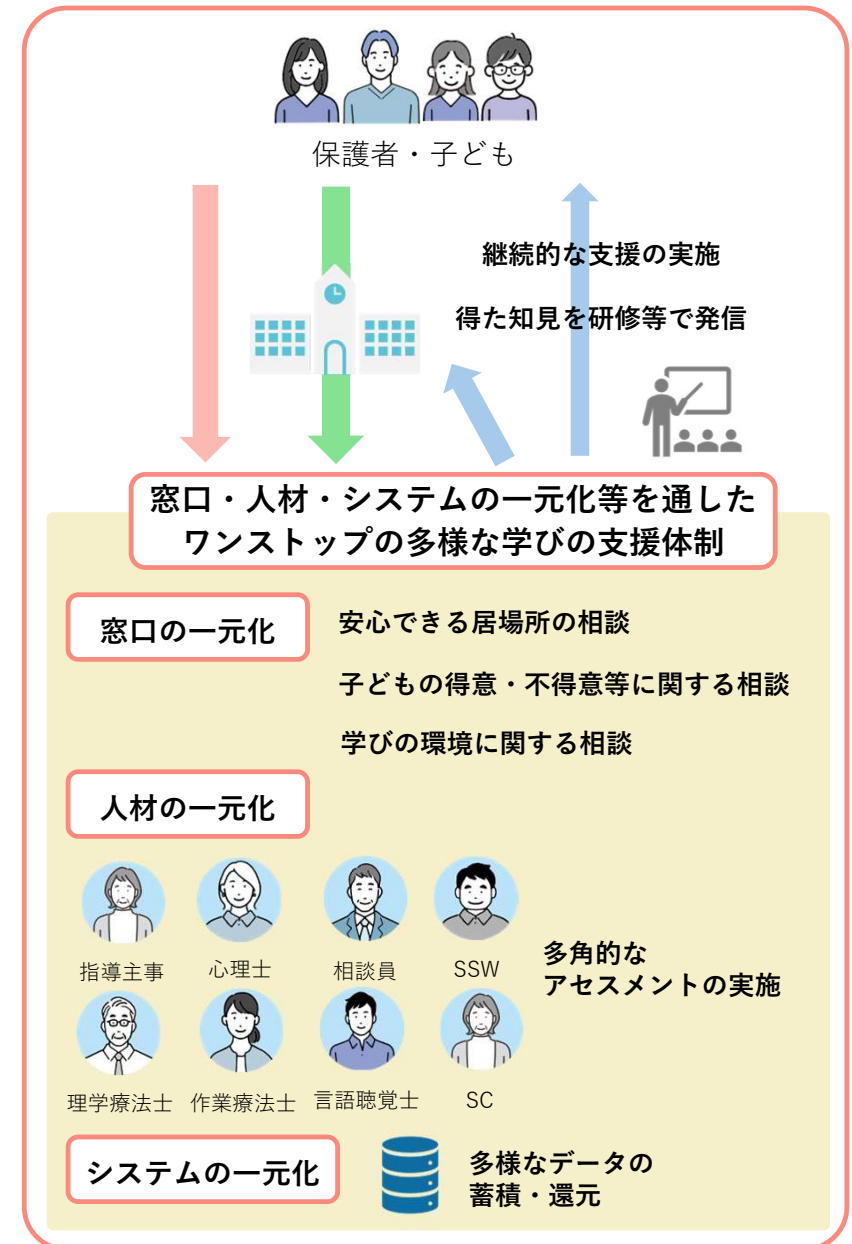 保護者・子ども
継続的な支援の実施
得た知見を研修等で発信
窓口・人材・システムの一元化等を通した
ワンストップの多様な学びの支援体制
窓口の一元化
安心できる居場所の相談
子どもの得意・不得意等に関する相談
学びの環境に関する相談
人材の一元化
指導主事
心理士
相談員
SSW
多角的な
アセスメントの実施
理学療法士
作業療法士
言語聴覚士
SC
システムの一元化
多様なデータの
蓄積・還元